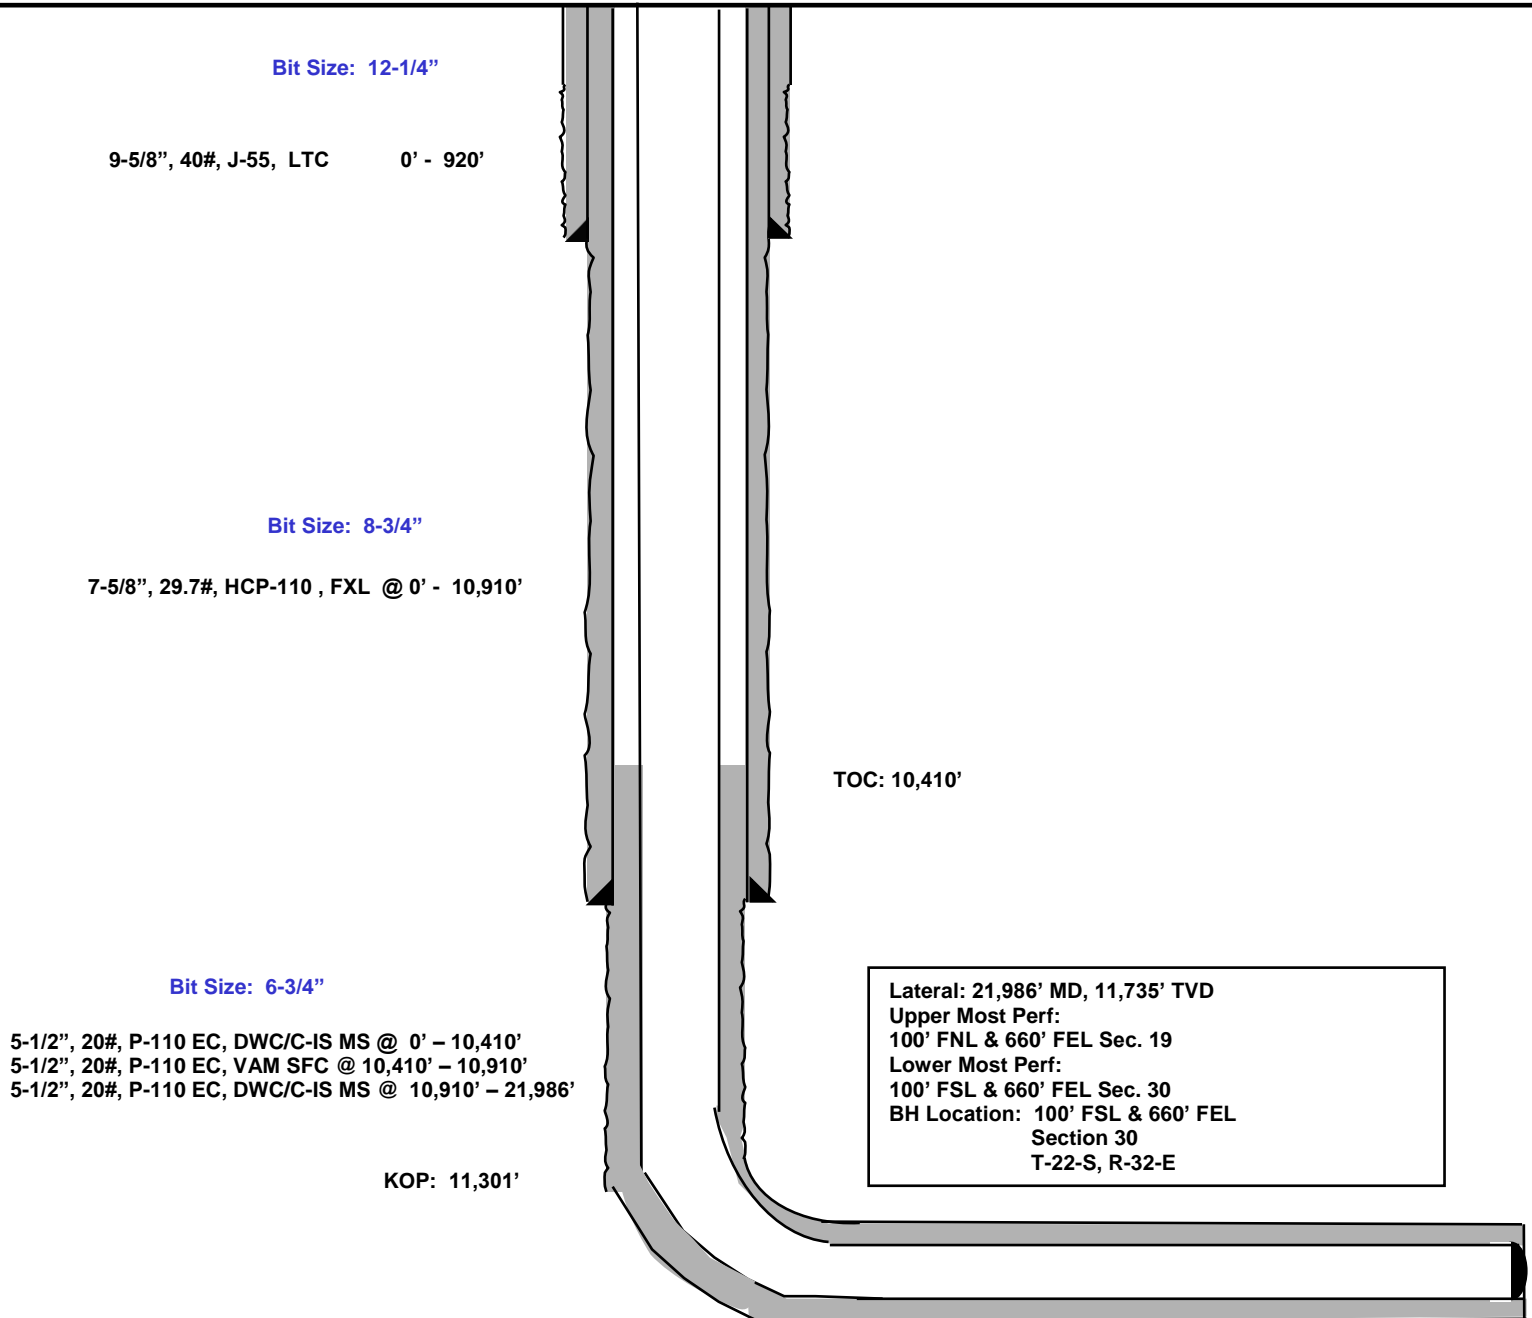 Bit Size: 12-1/4”
9-5/8”, 40#, J-55, LTC 0’ - 920’
Bit Size: 8-3/4”
7-5/8”, 29.7#, HCP-110 , FXL @ 0’ - 10,910’
TOC: 10,410’
Bit Size: 6-3/4”
5-1/2”, 20#, P-110 EC, DWC/C-IS MS @ 0’ – 10,410’
5-1/2”, 20#, P-110 EC, VAM SFC @ 10,410’ – 10,910’
5-1/2”, 20#, P-110 EC, DWC/C-IS MS @ 10,910’ – 21,986’
KOP: 11,301’
Lateral: 21,986’ MD, 11,735’ TVD
Upper Most Perf:
100’ FNL & 660’ FEL Sec. 19
Lower Most Perf:
100’ FSL & 660’ FEL Sec. 30
BH Location: 100’ FSL & 660’ FEL
Section 30
T-22-S, R-32-E